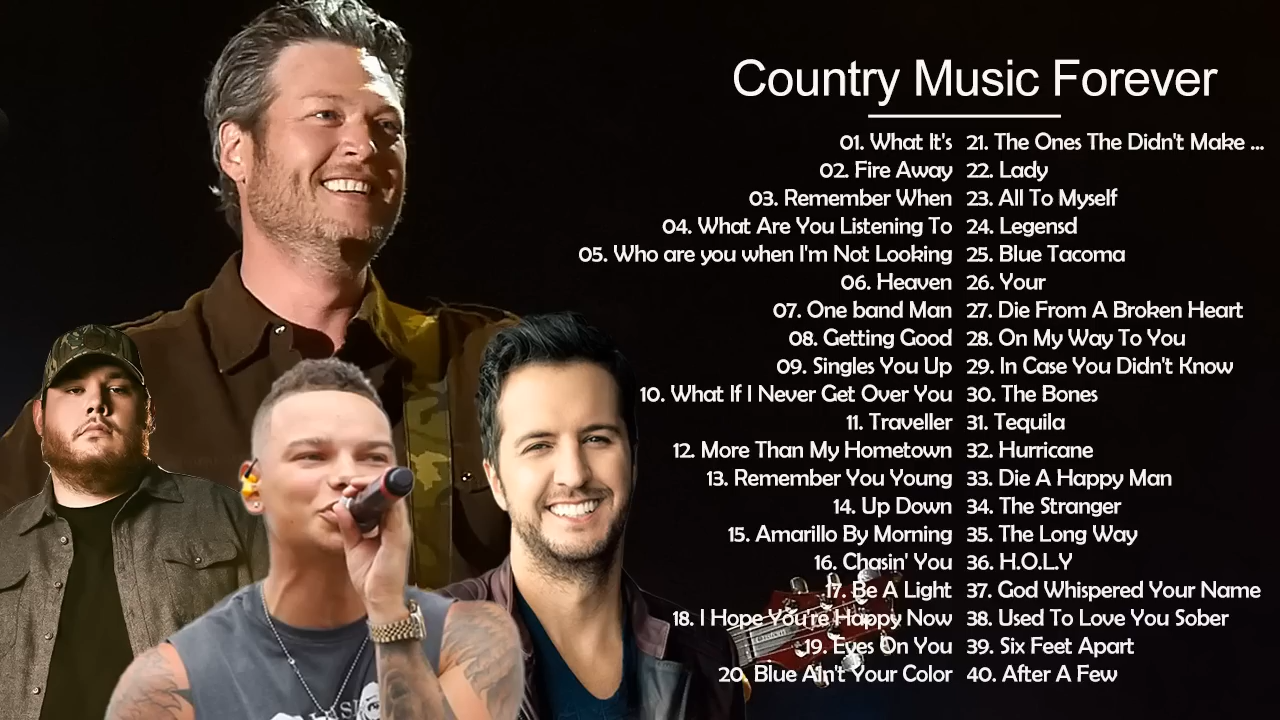 Country Music Forever
01. What It's
02. Fire Away
03. Remember When
04. What Are You Listening To
05. Who are you when I'm Not Looking
06. Heaven
07. One band Man
08. Getting Good
09. Singles You Up
10. What If I Never Get Over You
11. Traveller
12. More Than My Hometown
13. Remember You Young
14. Up Down
15. Amarillo By Morning
16. Chasin' You
17. Be A Light
18. I Hope You're Happy Now
19. Eyes On You
20. Blue Ain't Your Color
21. The Ones The Didn't Make ...
22. Lady
23. All To Myself
24. Legensd
25. Blue Tacoma
26. Your
27. Die From A Broken Heart
28. On My Way To You
29. In Case You Didn't Know
30. The Bones
31. Tequila
32. Hurricane
33. Die A Happy Man
34. The Stranger
35. The Long Way
36. H.O.L.Y
37. God Whispered Your Name
38. Used To Love You Sober
39. Six Feet Apart
40. After A Few